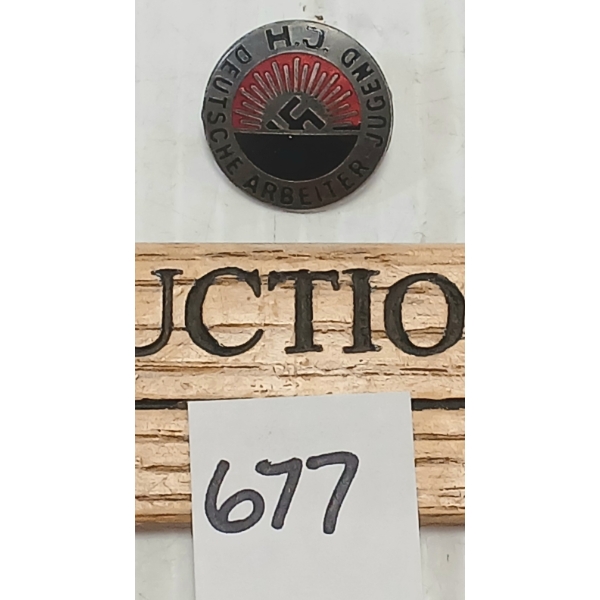 H.J. DEUTSCHE ARBEITER JUGEND
UCTIO
677